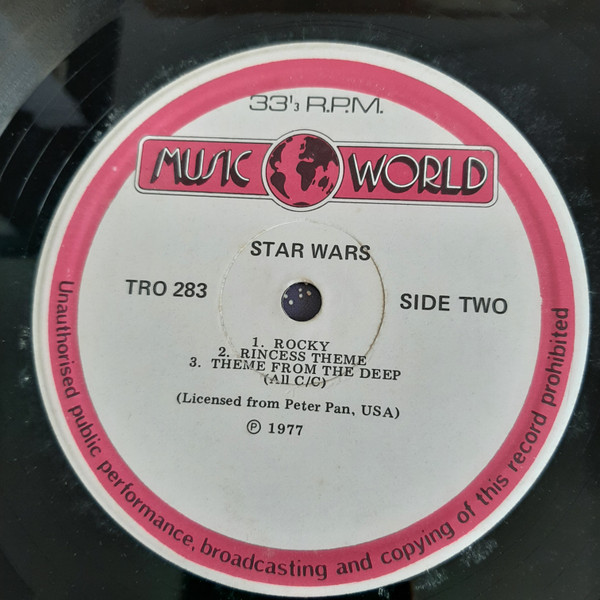 33⅓ R.P.M.
MUSIC WORLD
STAR WARS
TRO 283
SIDE TWO
1. ROCKY
2. RINCESS THEME
3. THEME FROM THE DEEP
(All C/C)
(Licensed from Peter Pan, USA)
℗ 1977
Unauthorised public performance, broadcasting and copying of this record prohibited